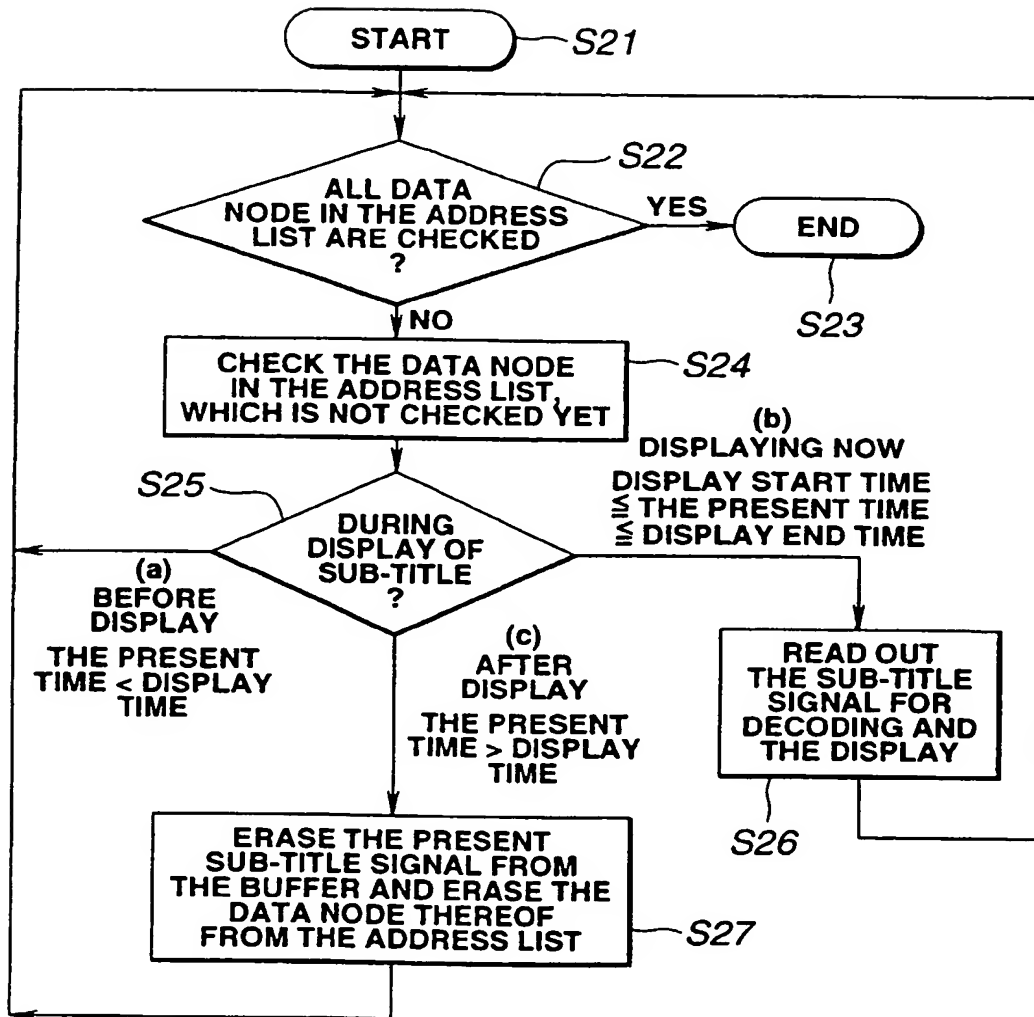 START
S21
S22
ALL DATA
NODE IN THE ADDRESS
LIST ARE CHECKED
?
YES
END
S23
NO
S24
CHECK THE DATA NODE
IN THE ADDRESS LIST,
WHICH IS NOT CHECKED YET
(b)
DISPLAYING NOW
DISPLAY START TIME
≦ THE PRESENT TIME
≦ DISPLAY END TIME
S25
DURING
DISPLAY OF
SUB-TITLE
?
(a)
BEFORE
DISPLAY
THE PRESENT
TIME < DISPLAY
TIME
(c)
AFTER
DISPLAY
THE PRESENT
TIME > DISPLAY
TIME
READ OUT
THE SUB-TITLE
SIGNAL FOR
DECODING AND
THE DISPLAY
S26
ERASE THE PRESENT
SUB-TITLE SIGNAL FROM
THE BUFFER AND ERASE THE
DATA NODE THEREOF
FROM THE ADDRESS LIST
S27